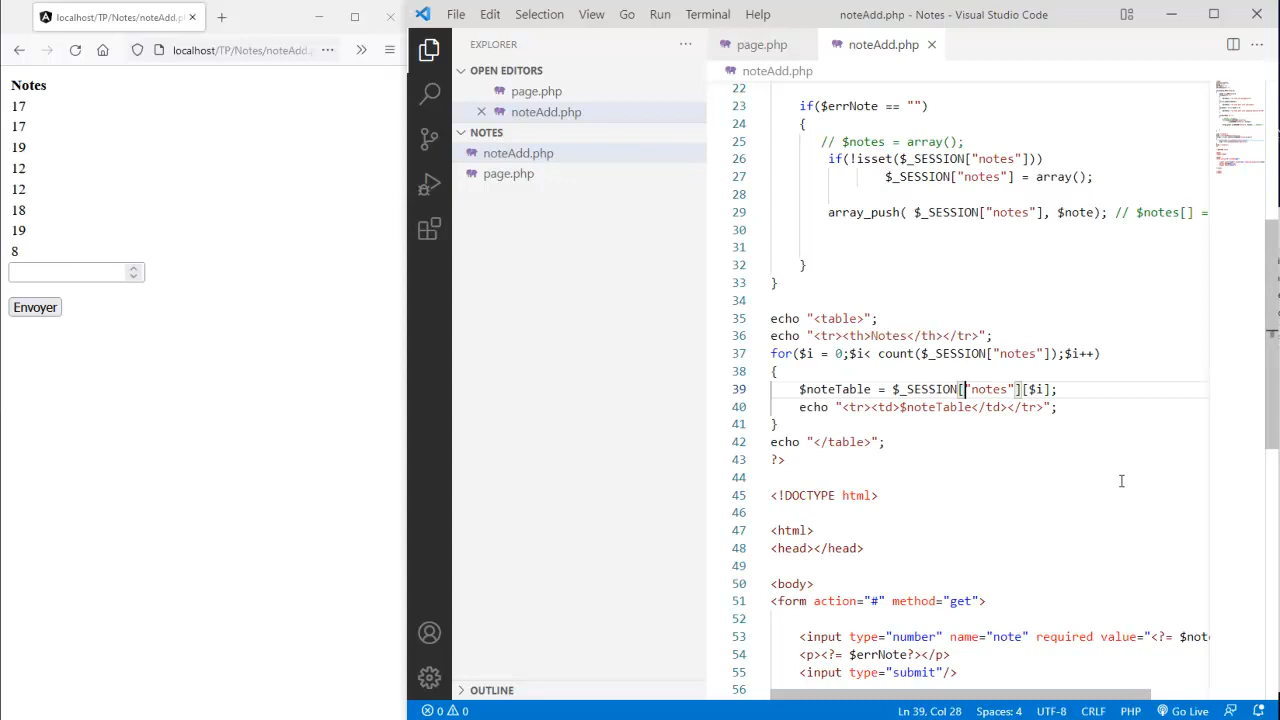 localhost/TP/Notes/noteAdd.p
localhost/TP/Notes/noteAdd.
Notes
17
17
19
12
12
18
19
8
Envoyer
File Edit Selection View Go Run Terminal Help
noteAdd.php - Notes - Visual Studio Code
EXPLORER
OPEN EDITORS
page.php
noteAdd.php
NOTES
noteAdd.php
page.php
OUTLINE
page.php
noteAdd.php
noteAdd.php
22
23 if($errNote == "")
24
25 // $notes = array();
26 if(!isset($_SESSION["notes"]))
27 $_SESSION["notes"] = array();
28
29 array_push( $_SESSION["notes"], $note); // $notes[] =
30
31
32 }
33 }
34
35 echo "<table>";
36 echo "<tr><th>Notes</th></tr>";
37 for($i = 0;$i< count($_SESSION["notes"]);$i++)
38 {
39 $noteTable = $_SESSION["notes"][$i];
40 echo "<tr><td>$noteTable</td></tr>";
41 }
42 echo "</table>";
43 ?>
44
45 <!DOCTYPE html>
46
47 <html>
48 <head></head>
49
50 <body>
51 <form action="#" method="get">
52
53 <input type="number" name="note" required value="<?= $not
54 <p><?= $errNote?></p>
55 <input type="submit"/>
56
0 0
Ln 39, Col 28 Spaces: 4 UTF-8 CRLF PHP Go Live